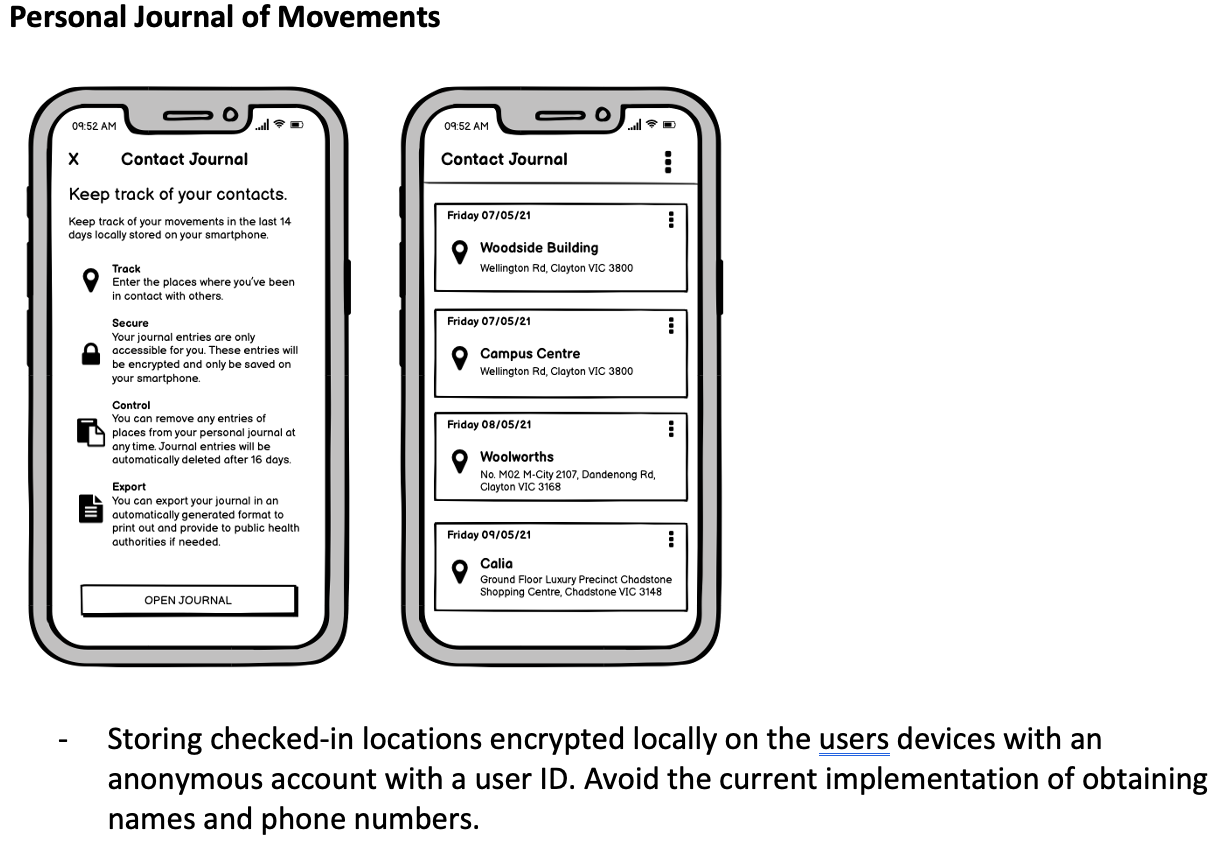 Personal Journal of Movements
09:52 AM
X Contact Journal
Keep track of your contacts.
Keep track of your movements in the last 14
days locally stored on your smartphone.
Track
Enter the places where you've been
in contact with others.
Secure
Your journal entries are only
accessible for you. These entries will
be encrypted and only be saved on
your smartphone.
Control
You can remove any entries of
places from your personal journal at
any time. Journal entries will be
automatically deleted after 16 days.
Export
You can export your journal in an
automatically generated format to
print out and provide to public health
authorities if needed.
OPEN JOURNAL
09:52 AM
Contact Journal
Friday 07/05/21
Woodside Building
Wellington Rd, Clayton VIC 3800
Friday 07/05/21
Campus Centre
Wellington Rd, Clayton VIC 3800
Friday 08/05/21
Woolworths
No. M02 M-City 2107, Dandenong Rd,
Clayton VIC 3168
Friday 09/05/21
Calia
Ground Floor Luxury Precinct Chadstone
Shopping Centre, Chadstone VIC 3148
- Storing checked-in locations encrypted locally on the users devices with an
anonymous account with a user ID. Avoid the current implementation of obtaining
names and phone numbers.